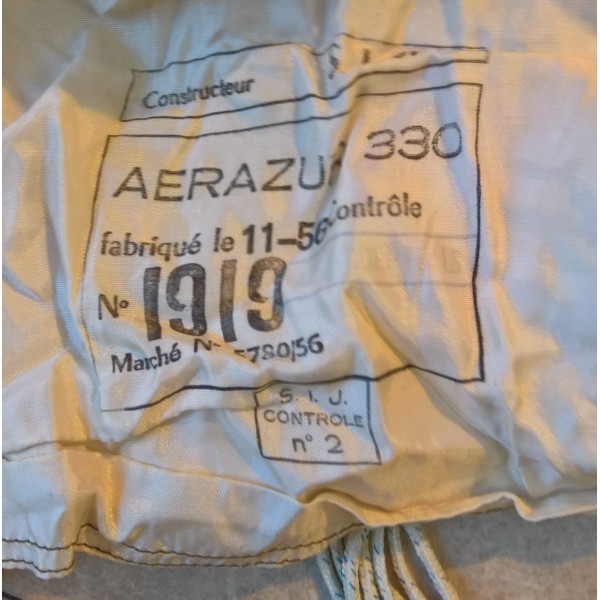 Constructeur
AERAZUR 330
fabriqué le 11-56 Contrôle
N° 1919
Marché N° 5780/56
S. I. J.
CONTROLE
n° 2